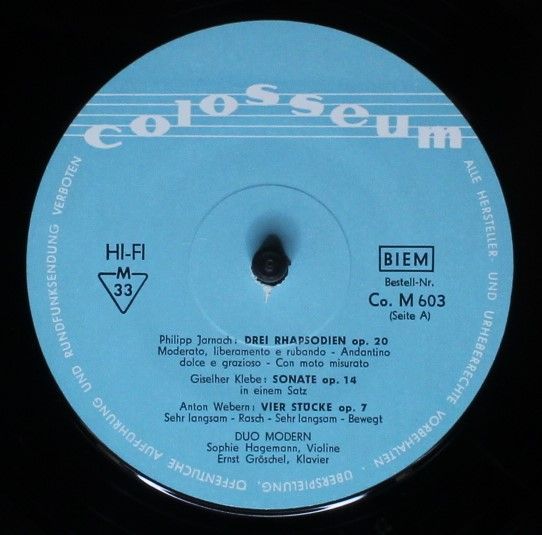 colosseum
HI-FI
M
33
BIEM
Bestell-Nr.
Co. M 603
(Seite A)
Philipp Jarnach: DREI RHAPSODIEN op. 20
Moderato, liberamento e rubando - Andantino
dolce e grazioso - Con moto misurato
Giselher Klebe: SONATE op. 14
in einem Satz
Anton Webern: VIER STÜCKE op. 7
Sehr langsam - Rasch - Sehr langsam - Bewegt
DUO MODERN
Sophie Hagemann, Violine
Ernst Gröschel, Klavier
ALLE HERSTELLER- UND URHEBERRECHTE VORBEHALTEN · ÜBERSPIELUNG, ÖFFENTLICHE AUFFÜHRUNG UND RUNDFUNKSENDUNG VERBOTEN